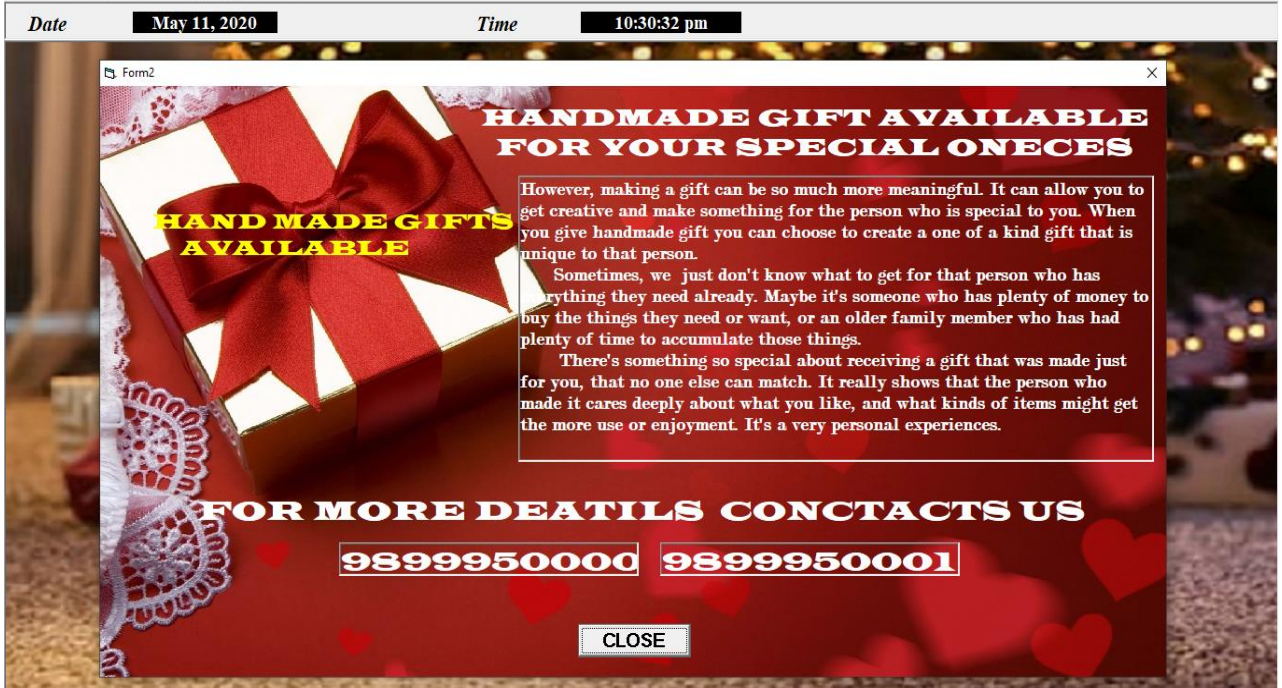 Date May 11, 2020 Time 10:30:32 pm
Form2
HANDMADE GIFT AVAILABLE
FOR YOUR SPECIAL ONECES
HAND MADE GIFTS
AVAILABLE
However, making a gift can be so much more meaningful. It can allow you to
get creative and make something for the person who is special to you. When
you give handmade gift you can choose to create a one of a kind gift that is
unique to that person.
Sometimes, we just don't know what to get for that person who has
rything they need already. Maybe it's someone who has plenty of money to
buy the things they need or want, or an older family member who has had
plenty of time to accumulate those things.
There's something so special about receiving a gift that was made just
for you, that no one else can match. It really shows that the person who
made it cares deeply about what you like, and what kinds of items might get
the more use or enjoyment. It's a very personal experiences.
FOR MORE DEATILS CONCTACTS US
9899950000 9899950001
CLOSE